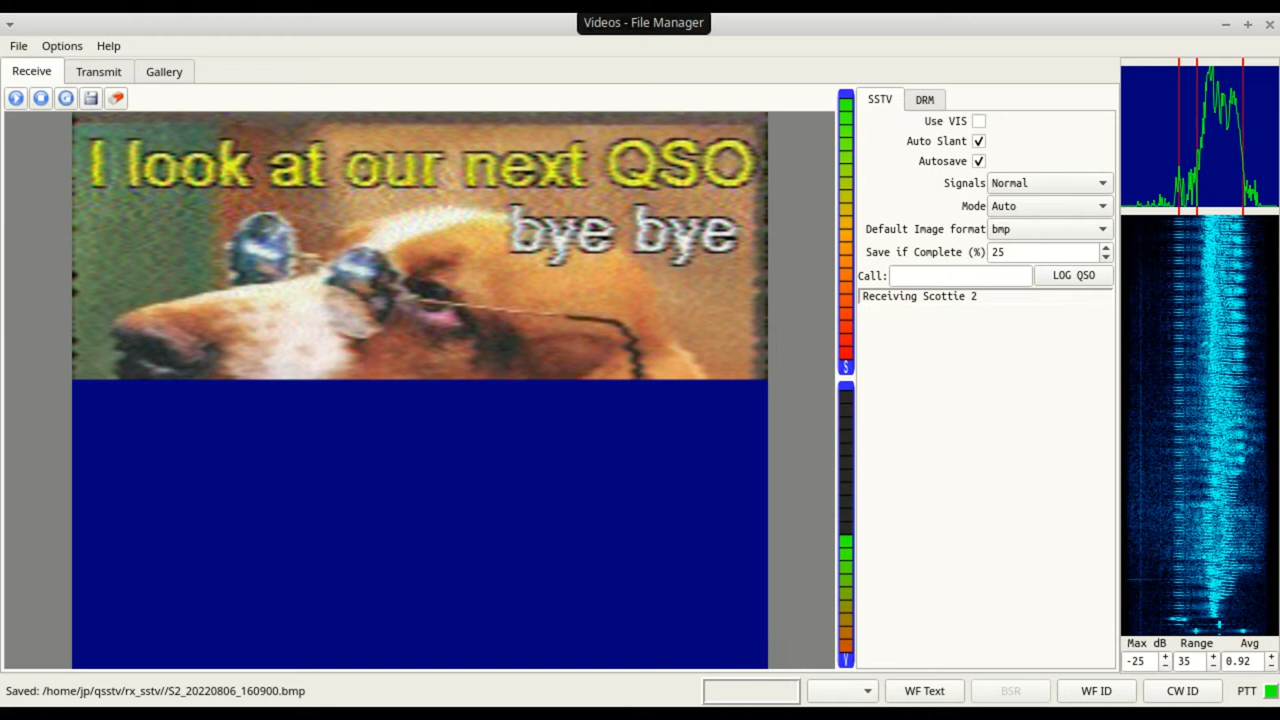 Videos - File Manager
File Options Help
Receive Transmit Gallery
I look at our next QSO
bye bye
S
V
SSTV DRM
Use VIS
Auto Slant
Autosave
Signals Normal
Mode Auto
Default Image format bmp
Save if Complete (%) 25
Call: LOG QSO
Receiving Scottie 2
Max dB Range Avg
-25 35 0.92
Saved: /home/jp/qsstv/rx_sstv//S2_20220806_160900.bmp
WF Text BSR WF ID CW ID PTT